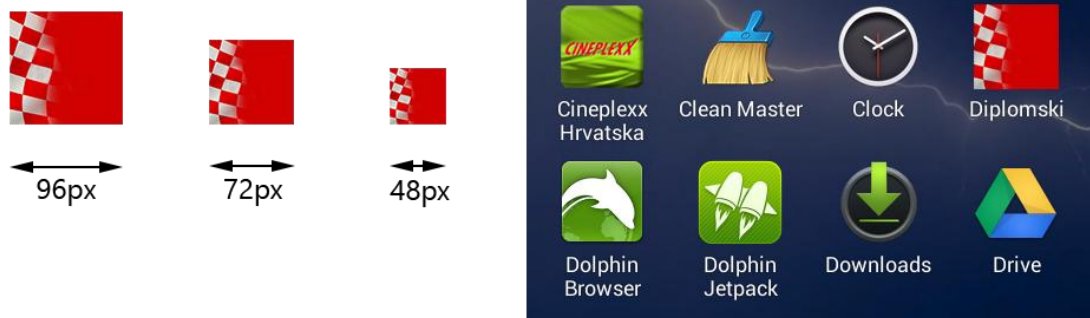 96px
72px
48px
CINEPLEXX
Cineplexx
Hrvatska
Clean Master
Clock
Diplomski
Dolphin
Browser
Dolphin
Jetpack
Downloads
Drive